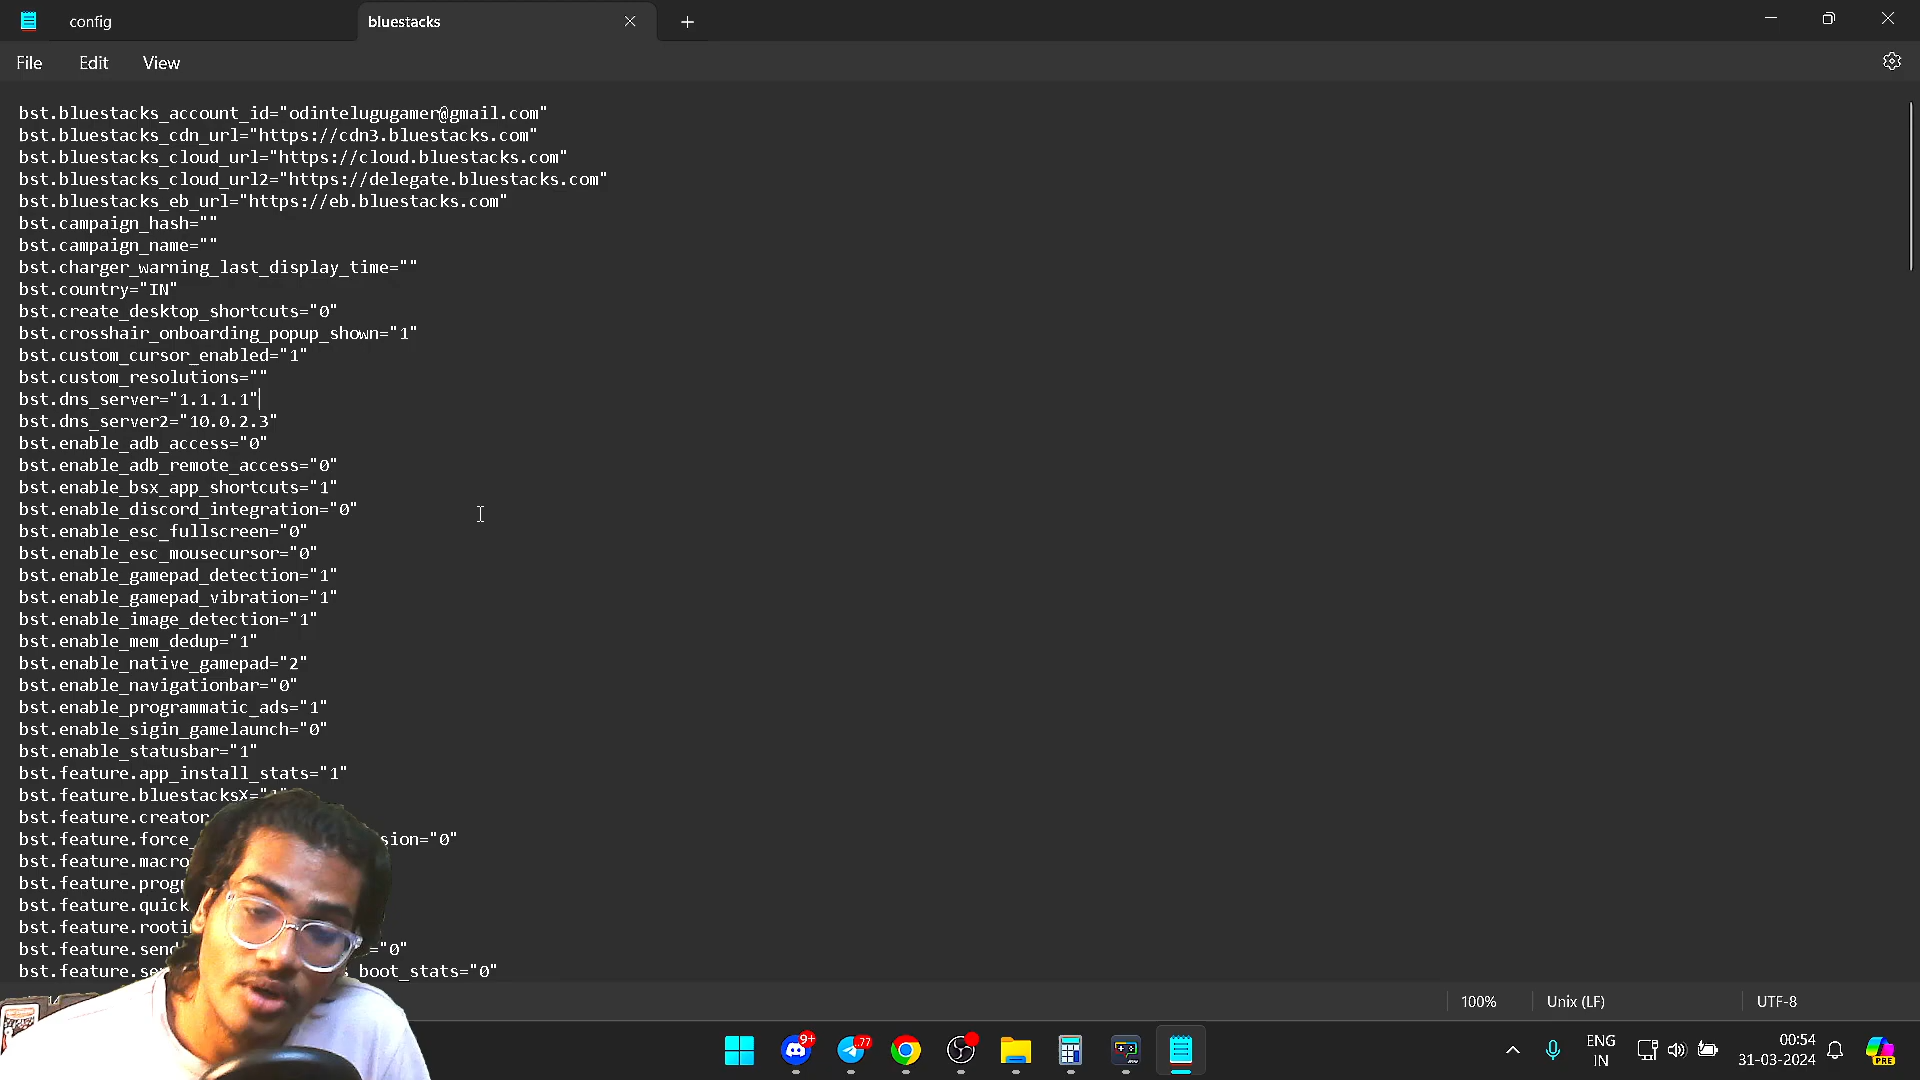 config
bluestacks
File Edit View
bst.bluestacks_account_id="odintelugugamer@gmail.com"
bst.bluestacks_cdn_url="https://cdn3.bluestacks.com"
bst.bluestacks_cloud_url="https://cloud.bluestacks.com"
bst.bluestacks_cloud_url2="https://delegate.bluestacks.com"
bst.bluestacks_eb_url="https://eb.bluestacks.com"
bst.campaign_hash=""
bst.campaign_name=""
bst.charger_warning_last_display_time=""
bst.country="IN"
bst.create_desktop_shortcuts="0"
bst.crosshair_onboarding_popup_shown="1"
bst.custom_cursor_enabled="1"
bst.custom_resolutions=""
bst.dns_server="1.1.1.1"
bst.dns_server2="10.0.2.3"
bst.enable_adb_access="0"
bst.enable_adb_remote_access="0"
bst.enable_bsx_app_shortcuts="1"
bst.enable_discord_integration="0"
bst.enable_esc_fullscreen="0"
bst.enable_esc_mousecursor="0"
bst.enable_gamepad_detection="1"
bst.enable_gamepad_vibration="1"
bst.enable_image_detection="1"
bst.enable_mem_dedup="1"
bst.enable_native_gamepad="2"
bst.enable_navigationbar="0"
bst.enable_programmatic_ads="1"
bst.enable_sigin_gamelaunch="0"
bst.enable_statusbar="1"
bst.feature.app_install_stats="1"
bst.feature.bluestacksX=
bst.feature.creator
bst.feature.force_ sion="0"
bst.feature.macro
bst.feature.prog
bst.feature.quick
bst.feature.rooti
bst.feature.send ="0"
bst.feature.se boot_stats="0"
100% Unix (LF) UTF-8
9+
.77
ENG
IN
00:54
31-03-2024
PRE